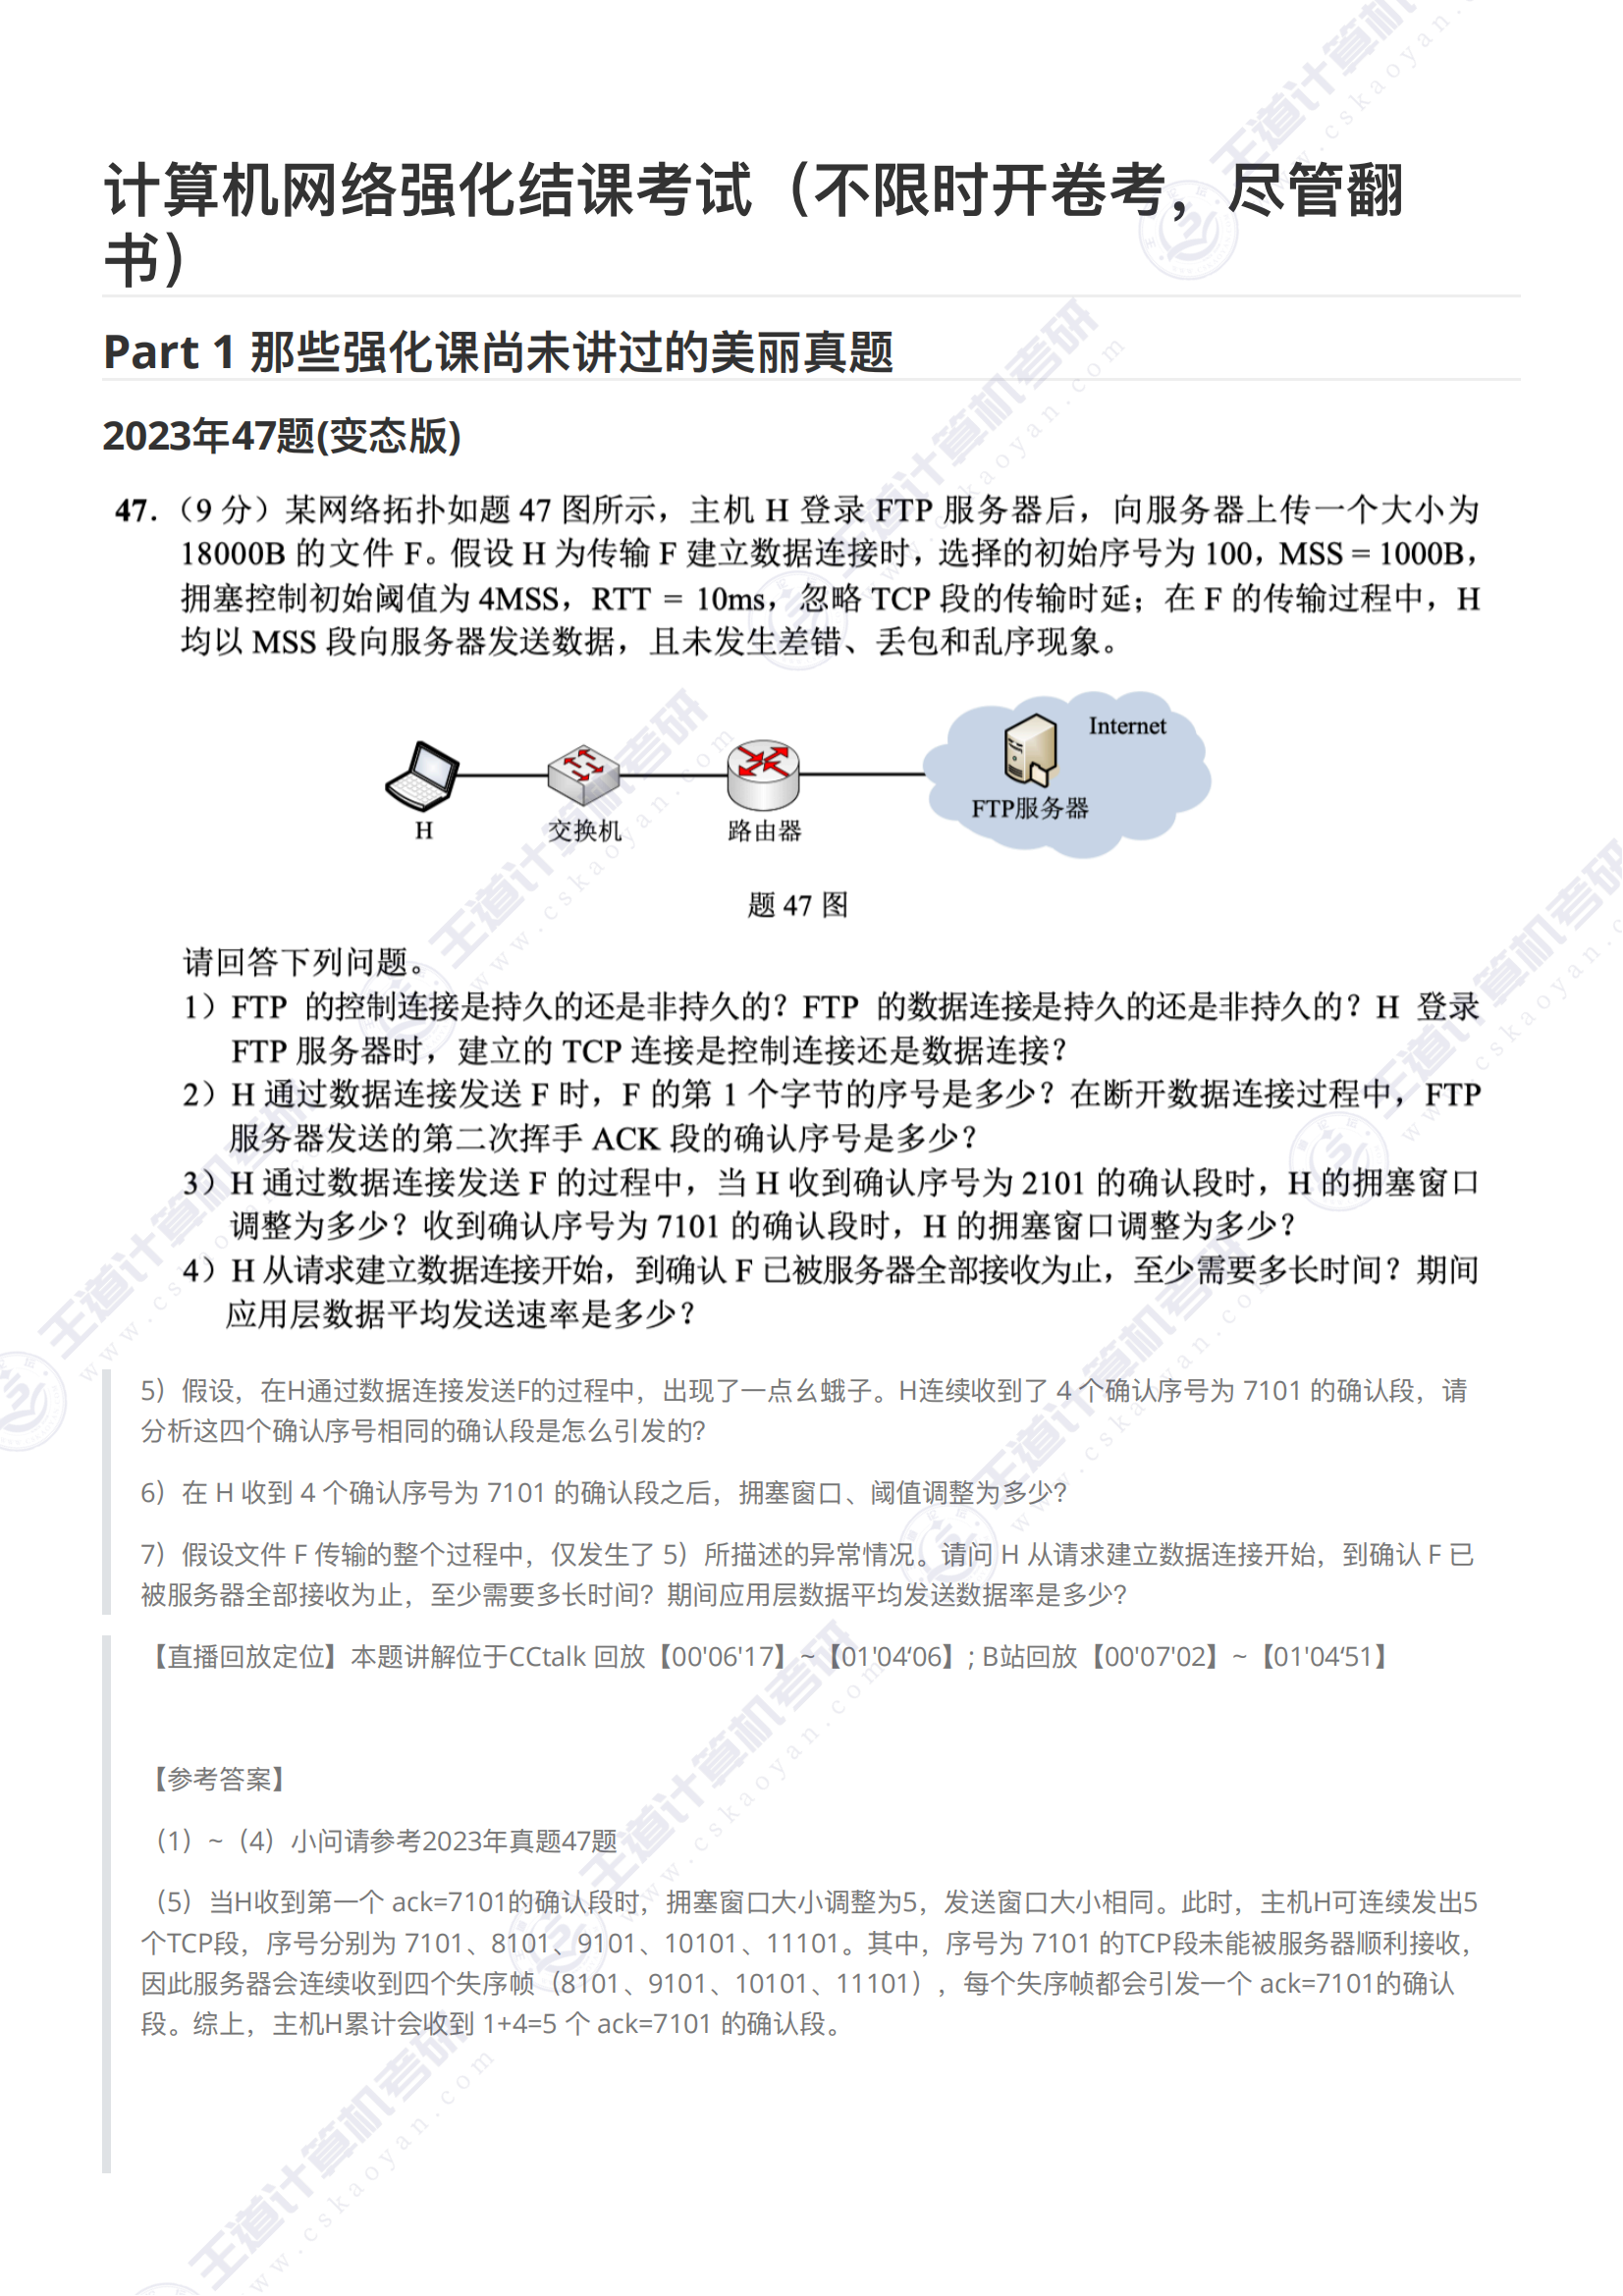 计算机网络强化结课考试（不限时开卷考，尽管翻
书）
Part 1 那些强化课尚未讲过的美丽真题
2023年47题(变态版)
47.（9 分）某网络拓扑如题 47 图所示，主机 H 登录 FTP 服务器后，向服务器上传一个大小为
18000B 的文件 F。假设 H 为传输 F 建立数据连接时，选择的初始序号为 100，MSS = 1000B，
拥塞控制初始阈值为 4MSS，RTT = 10ms，忽略 TCP 段的传输时延；在 F 的传输过程中，H
均以 MSS 段向服务器发送数据，且未发生差错、丢包和乱序现象。
Internet
FTP服务器
H
交换机
路由器
题 47 图
请回答下列问题。
1）FTP 的控制连接是持久的还是非持久的？FTP 的数据连接是持久的还是非持久的？H 登录
FTP 服务器时，建立的 TCP 连接是控制连接还是数据连接？
2）H 通过数据连接发送 F 时，F 的第 1 个字节的序号是多少？在断开数据连接过程中，FTP
服务器发送的第二次挥手 ACK 段的确认序号是多少？
3）H 通过数据连接发送 F 的过程中，当 H 收到确认序号为 2101 的确认段时，H 的拥塞窗口
调整为多少？收到确认序号为 7101 的确认段时，H 的拥塞窗口调整为多少？
4）H 从请求建立数据连接开始，到确认 F 已被服务器全部接收为止，至少需要多长时间？期间
应用层数据平均发送速率是多少？
5）假设，在H通过数据连接发送F的过程中，出现了一点幺蛾子。H连续收到了 4 个确认序号为 7101 的确认段，请
分析这四个确认序号相同的确认段是怎么引发的？
6）在 H 收到 4 个确认序号为 7101 的确认段之后，拥塞窗口、阈值调整为多少？
7）假设文件 F 传输的整个过程中，仅发生了 5）所描述的异常情况。请问 H 从请求建立数据连接开始，到确认 F 已
被服务器全部接收为止，至少需要多长时间？期间应用层数据平均发送数据率是多少？
【直播回放定位】本题讲解位于CCtalk 回放【00'06'17】~【01'04‘06】; B站回放【00'07'02】~【01'04‘51】
【参考答案】
（1）~（4）小问请参考2023年真题47题
（5）当H收到第一个 ack=7101的确认段时，拥塞窗口大小调整为5，发送窗口大小相同。此时，主机H可连续发出5
个TCP段，序号分别为 7101、8101、9101、10101、11101。其中，序号为 7101 的TCP段未能被服务器顺利接收，
因此服务器会连续收到四个失序帧（8101、9101、10101、11101），每个失序帧都会引发一个 ack=7101的确认
段。综上，主机H累计会收到 1+4=5 个 ack=7101 的确认段。
王道计算机考研
www.cskaoyan.com